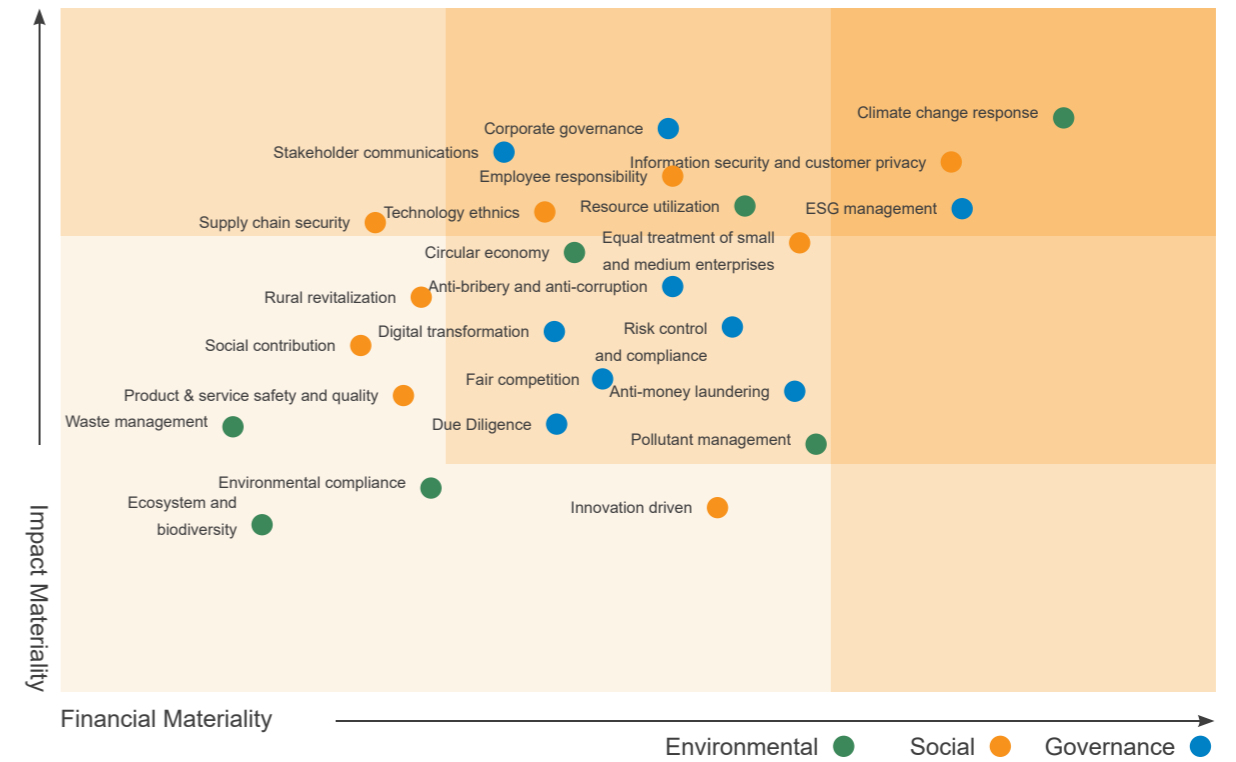 Climate change response
Corporate governance
Stakeholder communications
Information security and customer privacy
Employee responsibility
Resource utilization
ESG management
Technology ethics
Supply chain security
Equal treatment of small
and medium enterprises
Circular economy
Anti-bribery and anti-corruption
Rural revitalization
Digital transformation
Risk control
and compliance
Social contribution
Fair competition
Anti-money laundering
Product & service safety and quality
Waste management
Due Diligence
Pollutant management
Environmental compliance
Ecosystem and
biodiversity
Innovation driven
Impact Materiality
Financial Materiality
Environmental
Social
Governance